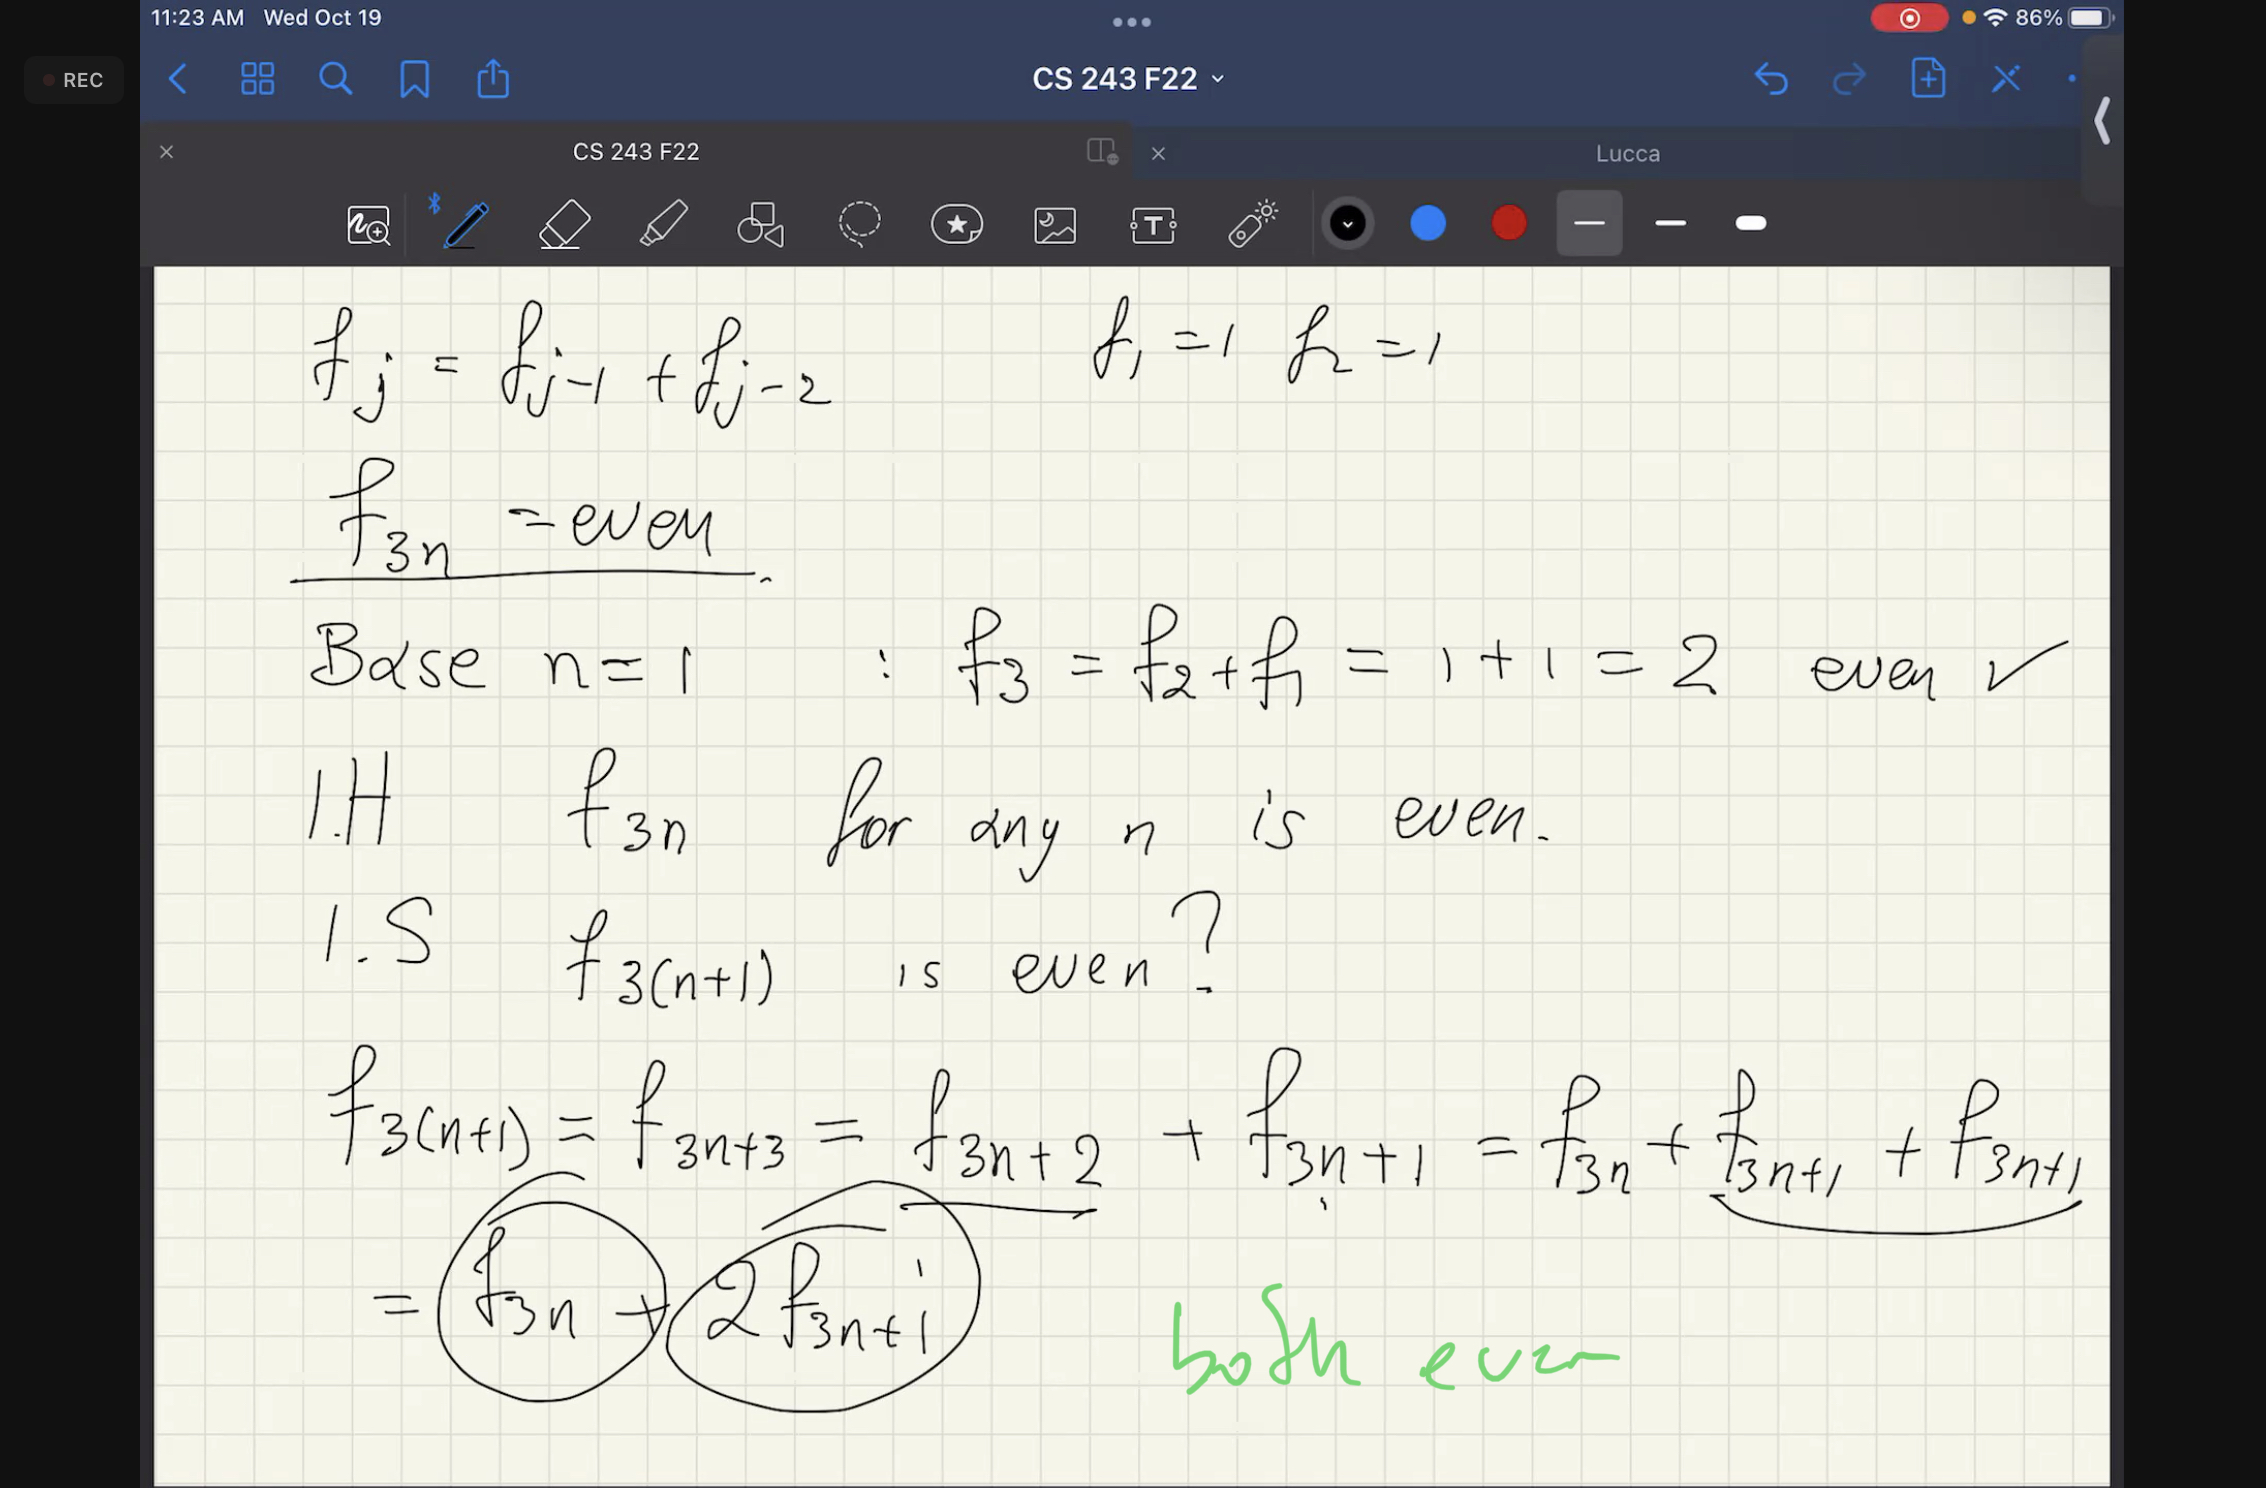 11:23 AM Wed Oct 19
86%
REC
CS 243 F22
CS 243 F22
Lucca
T
f_j = f_{j-1} + f_{j-2} f_1 = 1 f_2 = 1
f_{3n} = even
Base n = 1 : f_3 = f_2 + f_1 = 1 + 1 = 2 even ✓
I.H f_{3n} for any n is even.
I.S f_{3(n+1)} is even?
f_{3(n+1)} = f_{3n+3} = f_{3n+2} + f_{3n+1} = f_{3n} + f_{3n+1} + f_{3n+1}
= f_{3n} + 2f_{3n+1} both even